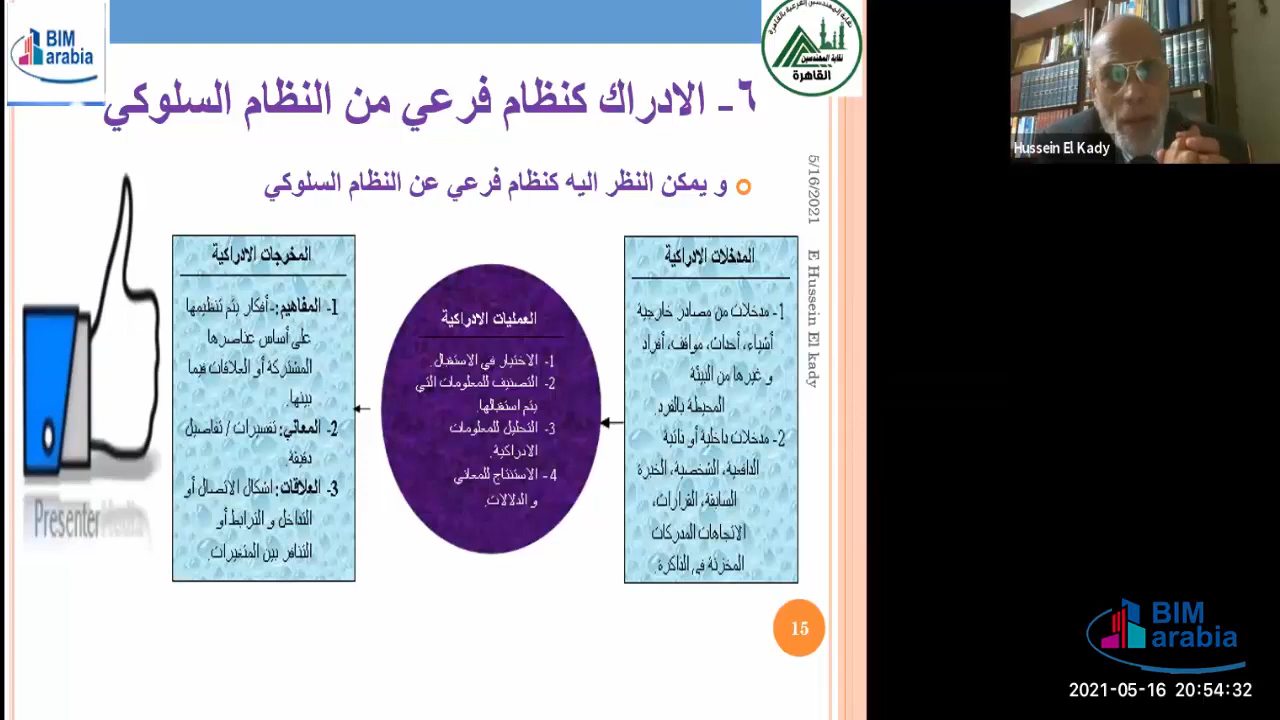 BIM
arabia
نقابة المهندسين الفرعية بالقاهرة
نقابة المهندسين
القاهرة
٦- الادراك كنظام فرعي من النظام السلوكي
و يمكن النظر اليه كنظام فرعي عن النظام السلوكي
المدخلات الإدراكية
1- مدخلات من مصادر خارجية
أشياء، أحداث، مواقف، أفراد
و غيرها من البيئة
المحيطة بالفرد.
2- مدخلات داخلية أو ذاتية
الدافعية، الشخصية، الخبرة
السابقة، القرارات،
الاتجاهات المدركات
المخزنة في الذاكرة.
العمليات الادراكية
1- الاختيار في الاستقبال.
2- التصنيف للمعلومات التي
يتم استقبالها.
3- التحليل للمعلومات
الادراكية.
4- الاستنتاج للمعاني
و الدلالات.
المخرجات الادراكية
1- المفاهيم:- أفكار يتم تنظيمها
على أساس عناصرها
المشتركة أو العلاقات فيما
بينها.
2- المعاني: تفسيرات / تفاصيل
دقيقة.
3- العلاقات: اشكال الاتصال أو
التداخل و الترابط أو
التنافر بين المتغيرات.
Presenter
5/16/2021
E Hussein El kady
15
Hussein El Kady
BIM
arabia
2021-05-16 20:54:32